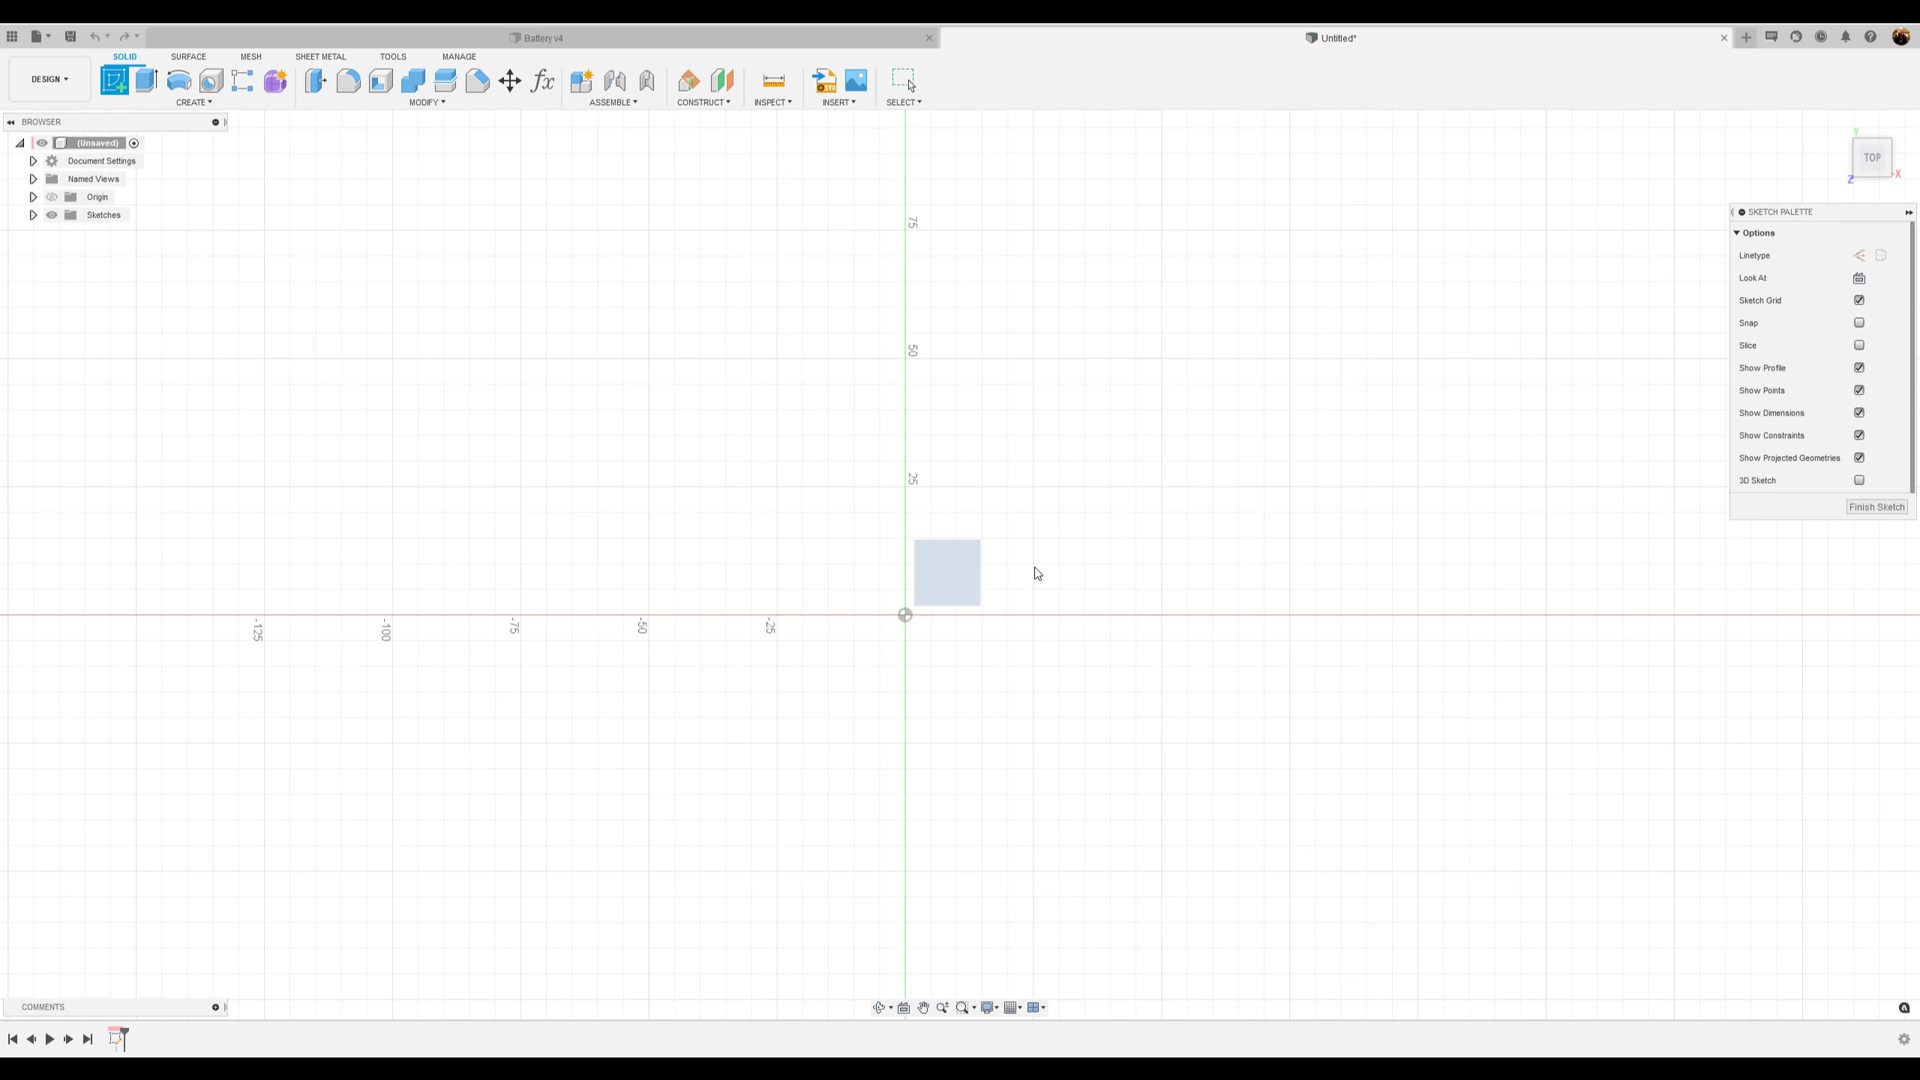 Battery v4
Untitled*
SOLID SURFACE MESH SHEET METAL TOOLS MANAGE
DESIGN
CREATE MODIFY ASSEMBLE CONSTRUCT INSPECT INSERT SELECT
BROWSER
(Unsaved)
Document Settings
Named Views
Origin
Sketches
TOP
Y
X
Z
SKETCH PALETTE
Options
Linetype
Look At
Sketch Grid
Snap
Slice
Show Profile
Show Points
Show Dimensions
Show Constraints
Show Projected Geometries
3D Sketch
Finish Sketch
75
50
25
-125
-100
-75
-50
-25
COMMENTS